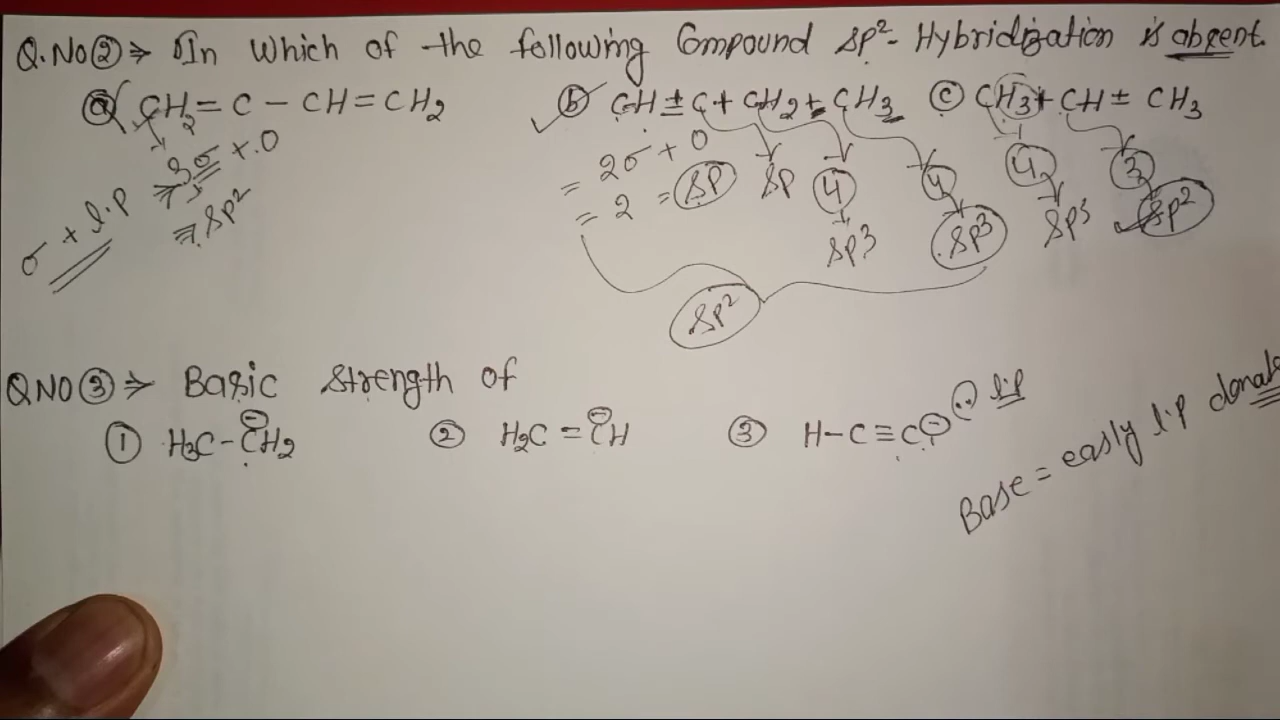 Q.NO② ⇒ In Which of the following Compound sp²- Hybridization is absent.
ⓐ CH₂ = C - CH = CH₂ ⓑ CH ≡ C + CH2 + CH3 ⓒ CH3 + CH = CH3
σ + l.p ⇒ 3σ + 0
⇒ sp²
= 2σ + 0
= 2 = sp sp 4 4 4 3
sp3 sp3 sp3 sp²
sp²
QNO③ ⇒ Basic Strength of
① H₃C - C̈H₂ ② H₂C = CH ③ H-C≡C⊖ l.p
Base = easly l.p donate